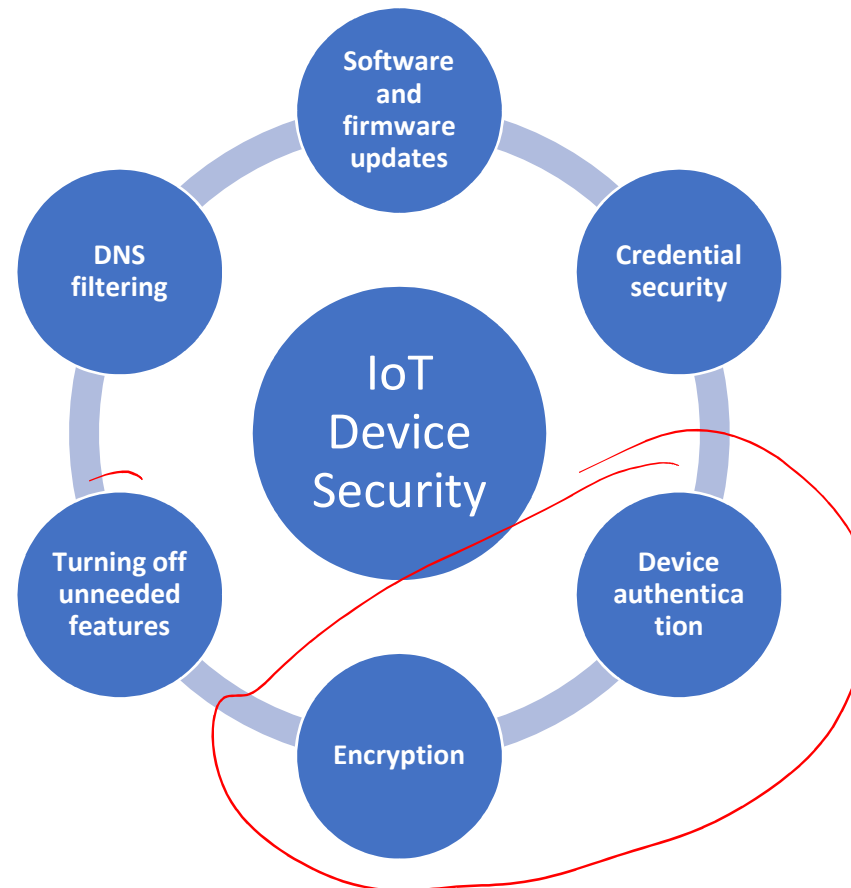 Software
and
firmware
updates
DNS
filtering
Credential
security
IoT
Device
Security
Turning off
unneeded
features
Device
authentica
tion
Encryption